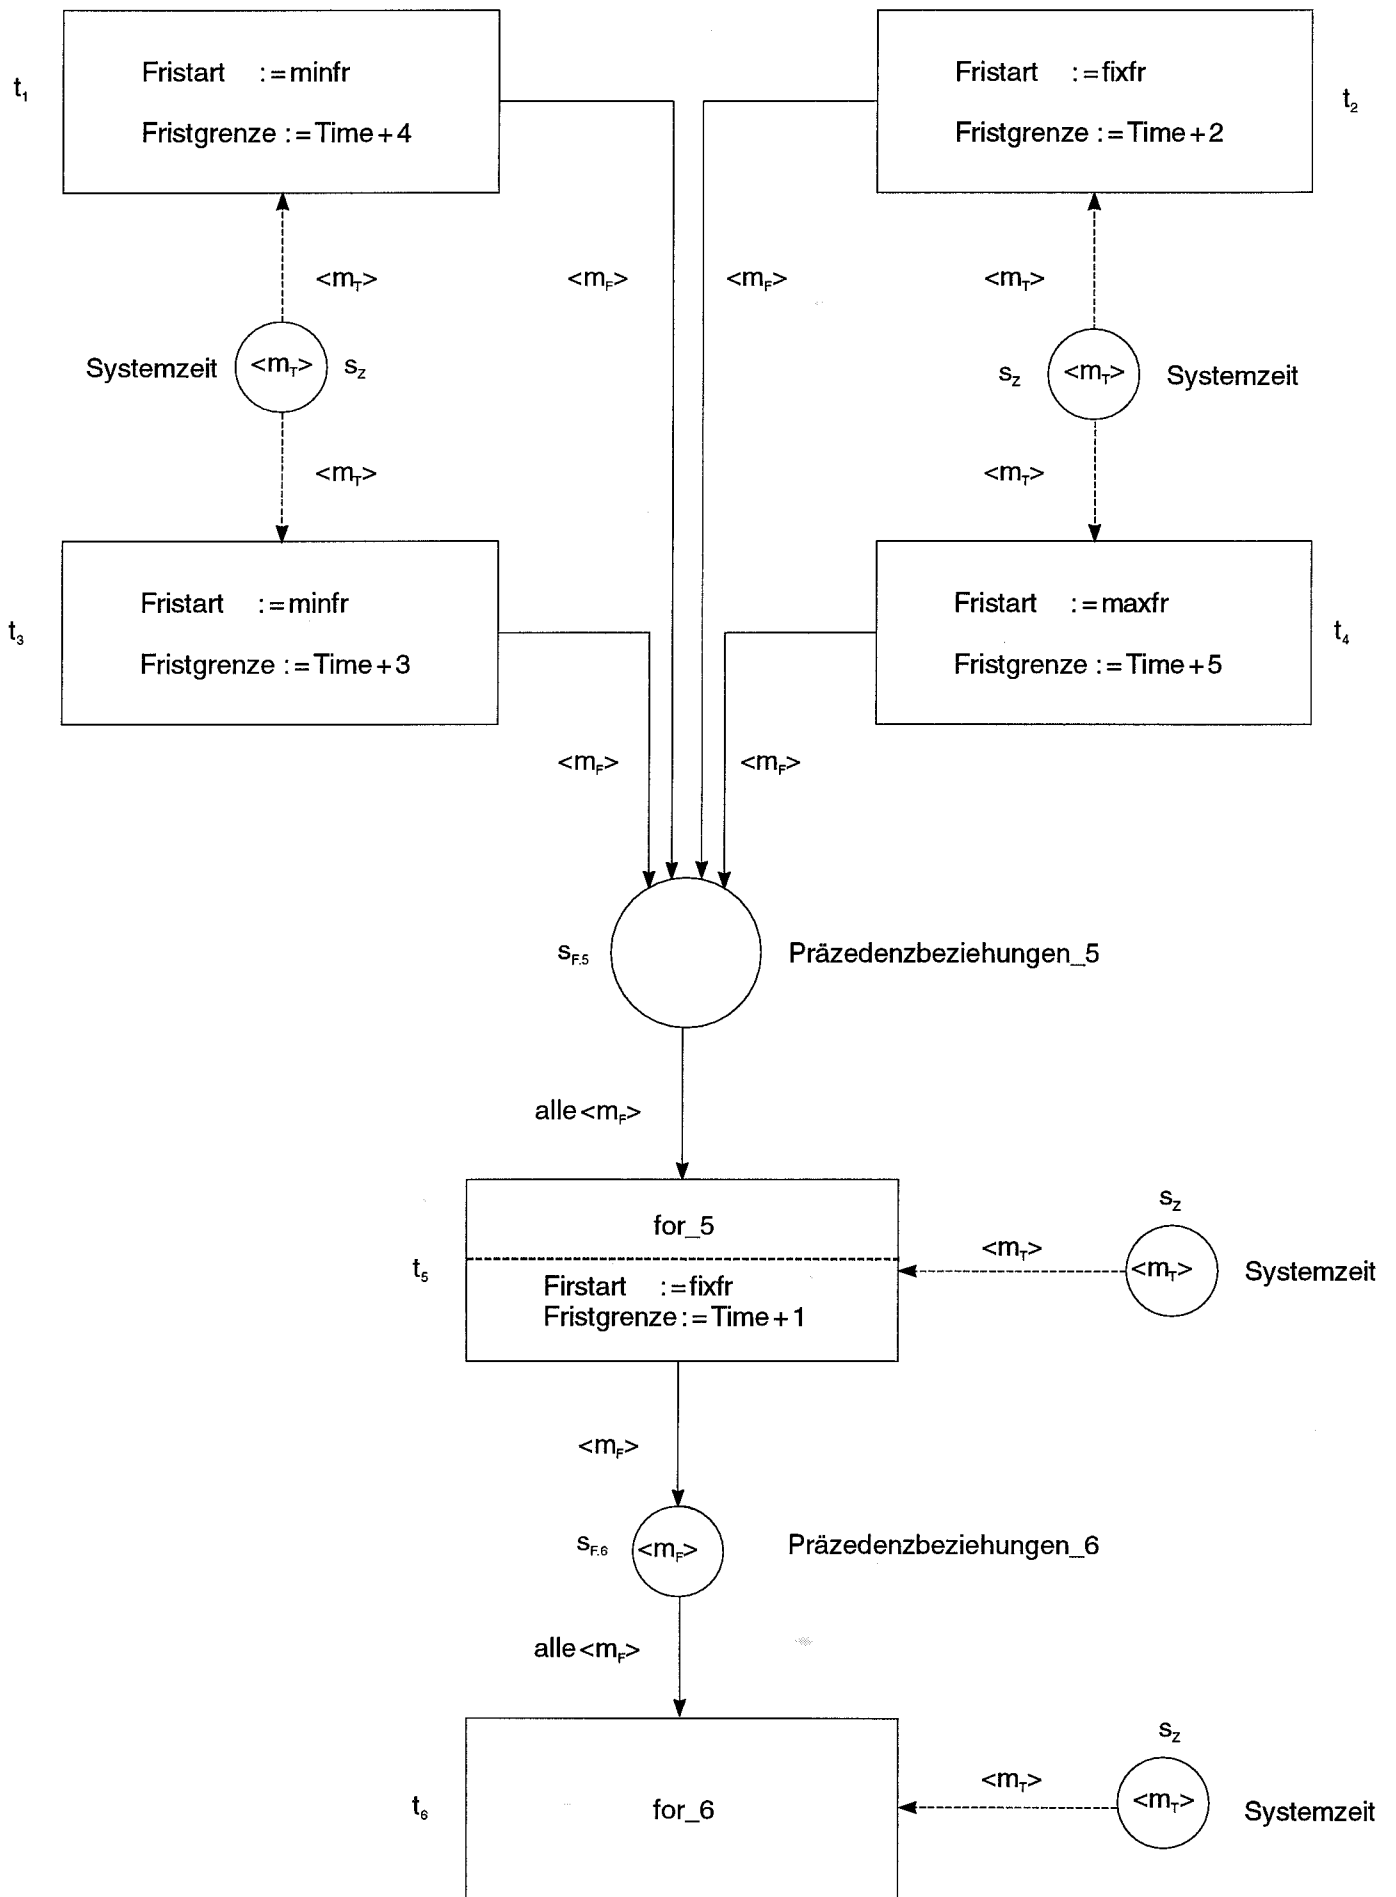 Fristart := minfr
Fristgrenze := Time+4
t₁
Fristart := fixfr
Fristgrenze := Time+2
t₂
<m_T>
<m_F>
<m_F>
<m_T>
Systemzeit
<m_T>
s_Z
s_Z
<m_T>
Systemzeit
<m_T>
<m_T>
t₃
Fristart := minfr
Fristgrenze := Time+3
Fristart := maxfr
Fristgrenze := Time+5
t₄
<m_F>
<m_F>
s_F.5
Präzedenzbeziehungen_5
alle<m_F>
t₅
for_5
Firstart := fixfr
Fristgrenze := Time+1
<m_T>
s_Z
<m_T>
Systemzeit
<m_F>
s_F.6
<m_F>
Präzedenzbeziehungen_6
alle<m_F>
t₆
for_6
<m_T>
s_Z
<m_T>
Systemzeit